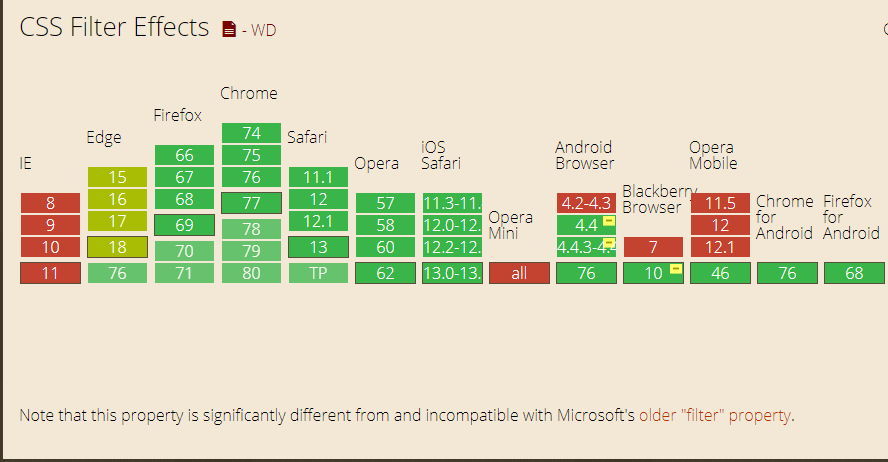 CSS Filter Effects - WD
Chrome
Firefox
Edge
Safari
IE
Opera
iOS
Safari
Android
Browser
Opera
Mobile
Blackberry
Browser
Opera
Mini
Chrome
for
Android
Firefox
for
Android
74
66 75
15 67 76 11.1
8 16 68 77 12 57 11.3-11. 4.2-4.3 11.5
9 17 69 78 12.1 58 12.0-12. 4.4 12
10 18 70 79 13 60 12.2-12. 4.4.3-4. 7 12.1
11 76 71 80 TP 62 13.0-13. all 76 10 46 76 68
Note that this property is significantly different from and incompatible with Microsoft's older "filter" property.